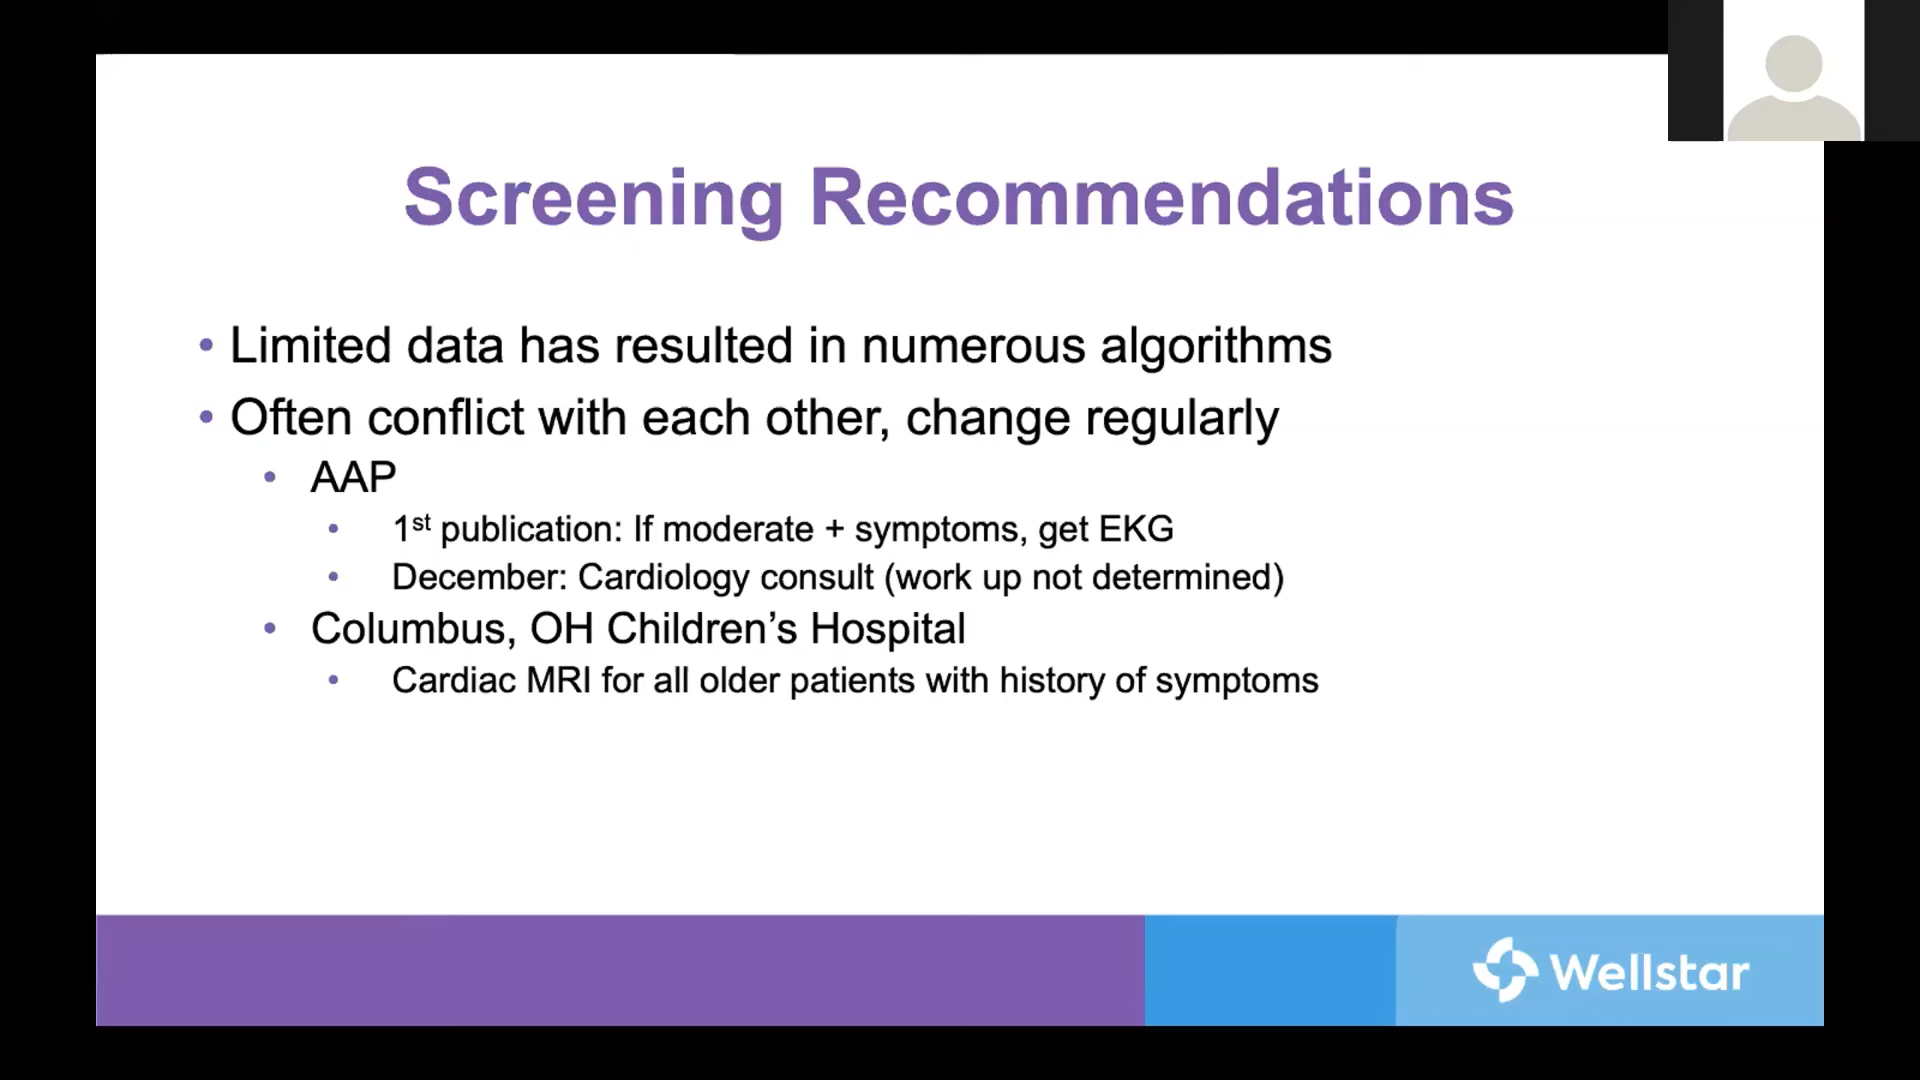 Screening Recommendations
• Limited data has resulted in numerous algorithms
• Often conflict with each other, change regularly
• AAP
• 1st publication: If moderate + symptoms, get EKG
• December: Cardiology consult (work up not determined)
• Columbus, OH Children’s Hospital
• Cardiac MRI for all older patients with history of symptoms
Wellstar